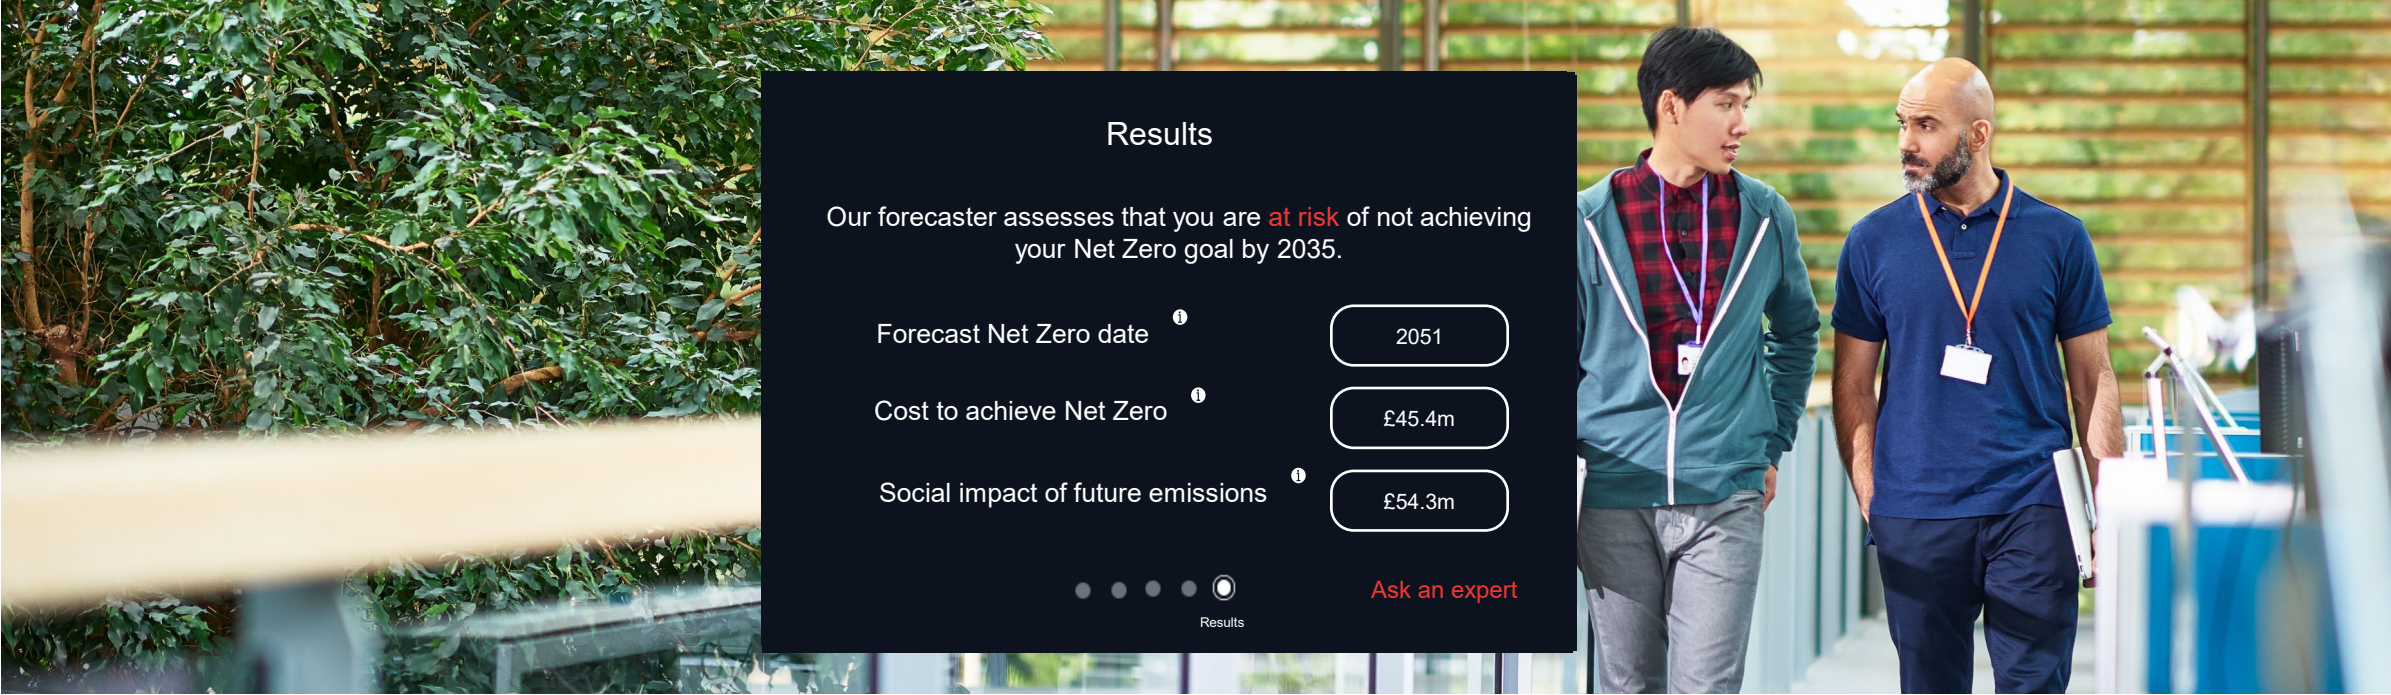 Results
Our forecaster assesses that you are at risk of not achieving
your Net Zero goal by 2035.
Forecast Net Zero date
2051
Cost to achieve Net Zero
£45.4m
Social impact of future emissions
£54.3m
Ask an expert
Results